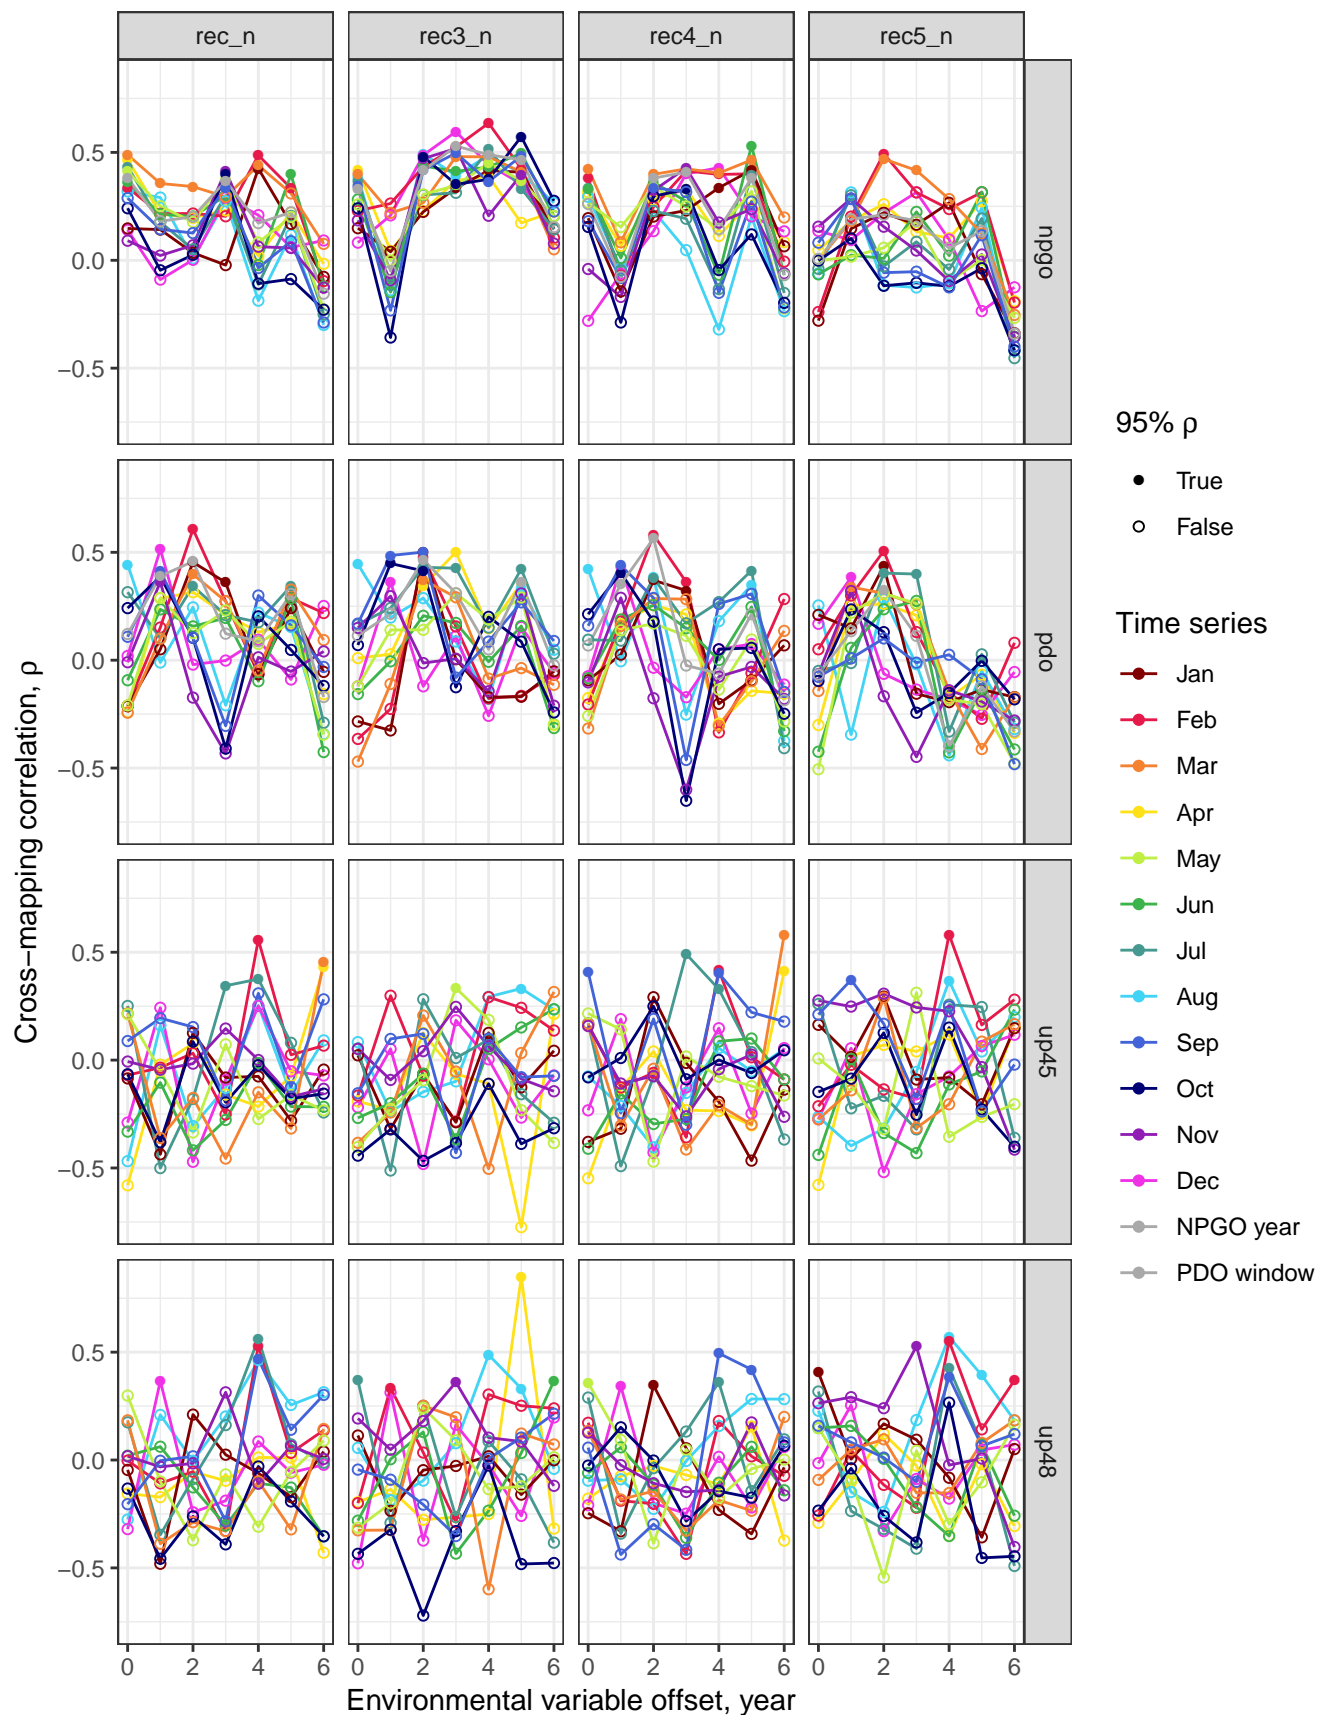 rec_n rec3_n rec4_n rec5_n
0.5
0.0
−0.5
npgo
0.5
0.0
−0.5
pdo
0.5
0.0
−0.5
up45
0.5
0.0
−0.5
up48
0 2 4 6 0 2 4 6 0 2 4 6 0 2 4 6
Environmental variable offset, year
Cross−mapping correlation, ρ
95% ρ
True
False
Time series
Jan
Feb
Mar
Apr
May
Jun
Jul
Aug
Sep
Oct
Nov
Dec
NPGO year
PDO window